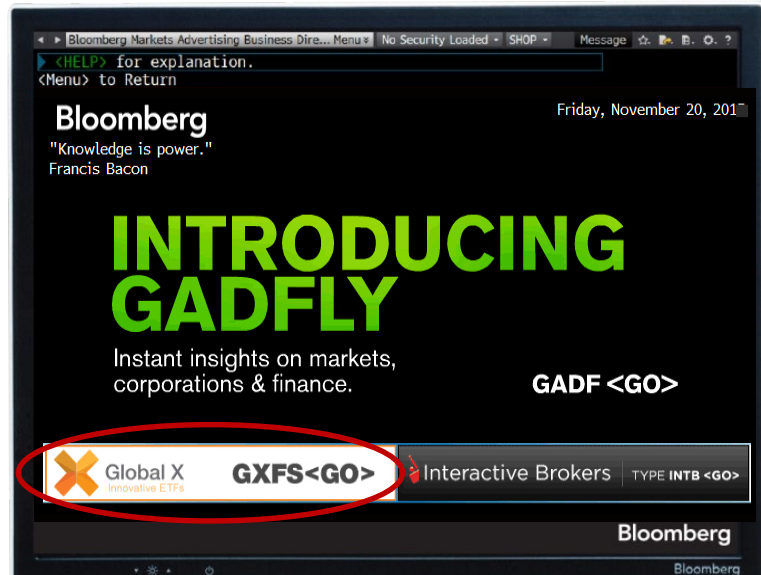 Bloomberg Markets Advertising Business Dire... Menu No Security Loaded SHOP Message ?
<HELP> for explanation.
<Menu> to Return
Bloomberg
Friday, November 20, 201
"Knowledge is power."
Francis Bacon
INTRODUCING
GADFLY
Instant insights on markets,
corporations & finance.
GADF <GO>
Global X
Innovative ETFs
GXFS<GO>
Interactive Brokers
TYPE INTB <GO>
Bloomberg
Bloomberg